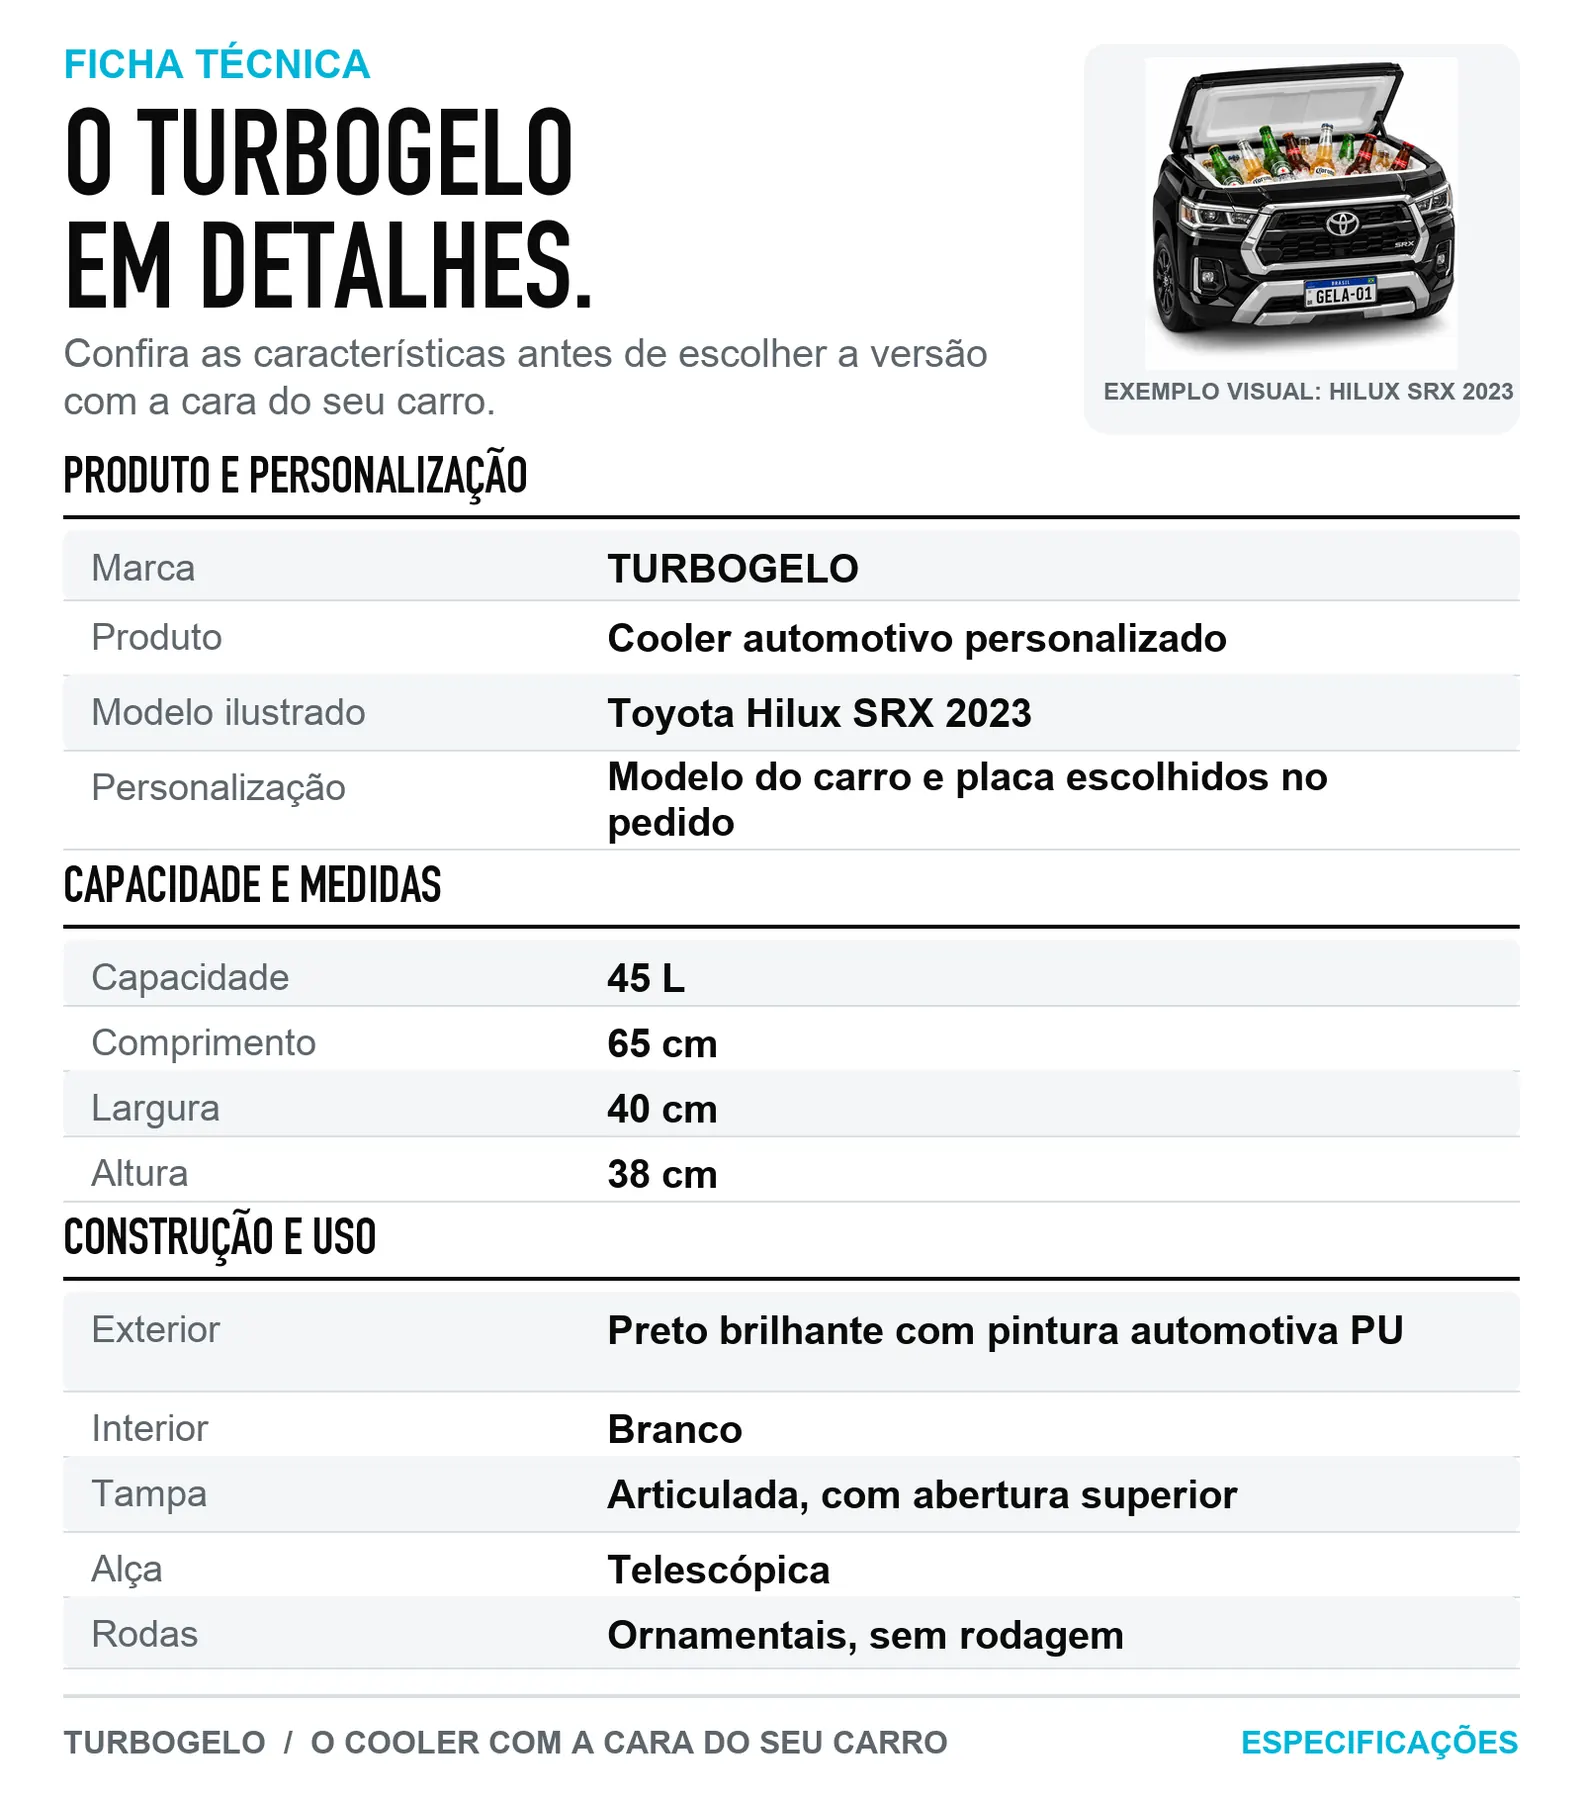 FICHA TÉCNICA
O TURBOGELO
EM DETALHES.
Confira as características antes de escolher a versão
com a cara do seu carro.
Corona
SRX
BRASIL
BR
GELA-01
EXEMPLO VISUAL: HILUX SRX 2023
PRODUTO E PERSONALIZAÇÃO
Marca TURBOGELO
Produto Cooler automotivo personalizado
Modelo ilustrado Toyota Hilux SRX 2023
Personalização Modelo do carro e placa escolhidos no
pedido
CAPACIDADE E MEDIDAS
Capacidade 45 L
Comprimento 65 cm
Largura 40 cm
Altura 38 cm
CONSTRUÇÃO E USO
Exterior Preto brilhante com pintura automotiva PU
Interior Branco
Tampa Articulada, com abertura superior
Alça Telescópica
Rodas Ornamentais, sem rodagem
TURBOGELO / O COOLER COM A CARA DO SEU CARRO
ESPECIFICAÇÕES